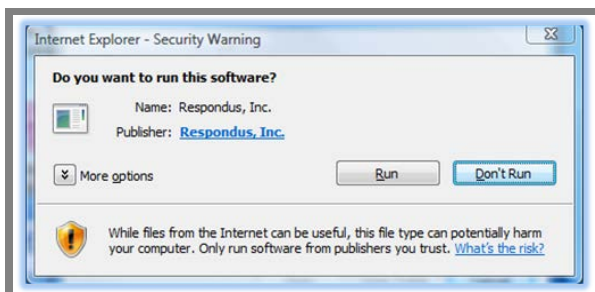 Internet Explorer - Security Warning
Do you want to run this software?
Name: Respondus, Inc.
Publisher: Respondus, Inc.
More options
Run
Don't Run
While files from the Internet can be useful, this file type can potentially harm
your computer. Only run software from publishers you trust. What's the risk?